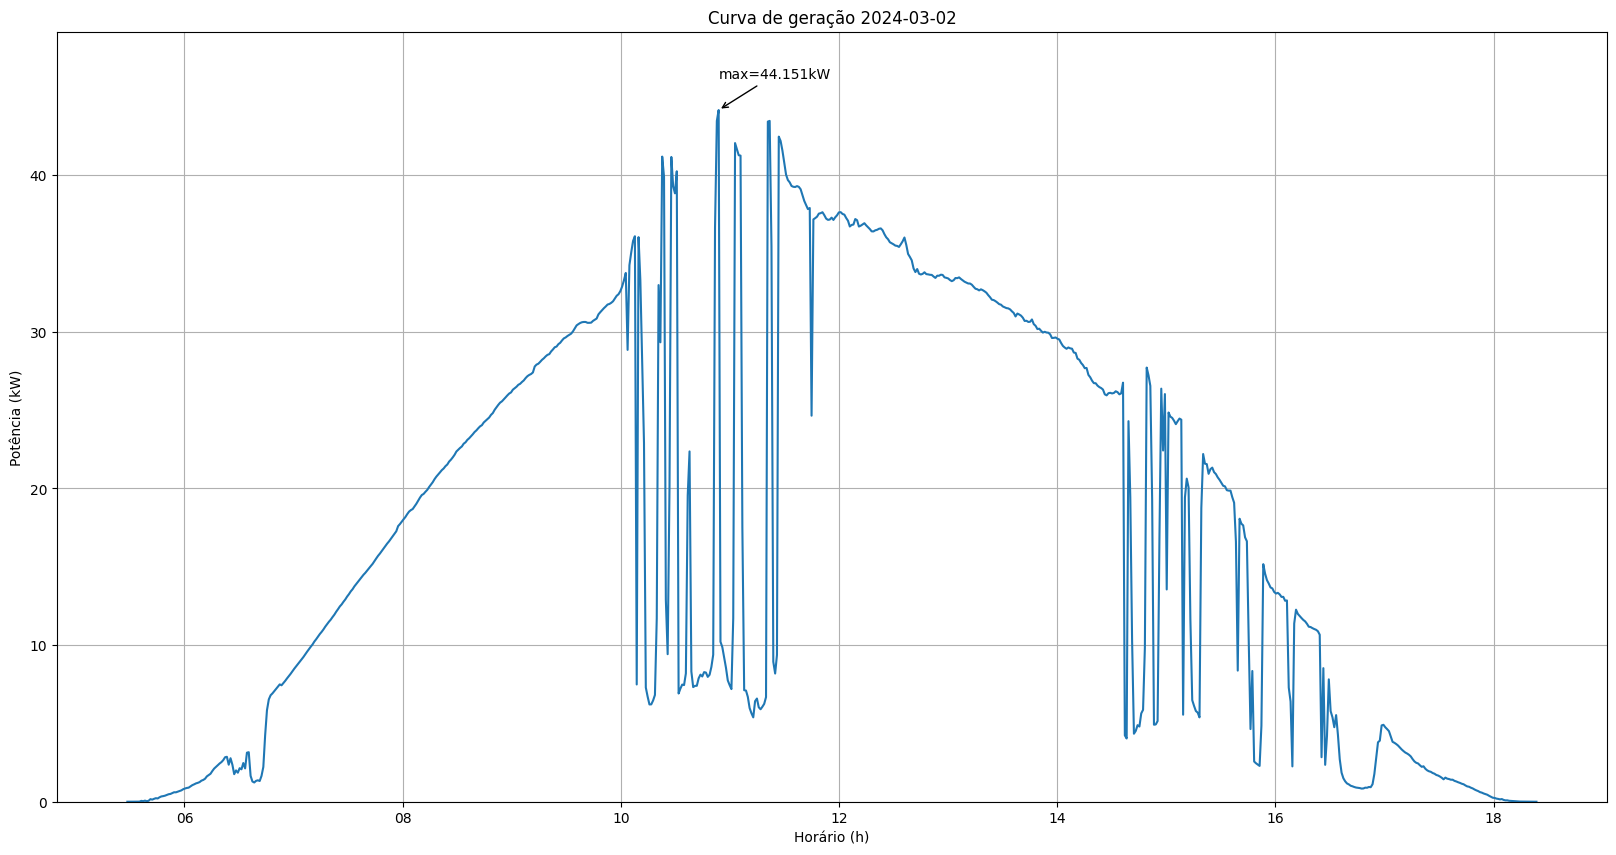 Curva de geração 2024-03-02
max=44.151kW
Potência (kW)
40
30
20
10
0
06 08 10 12 14 16 18
Horário (h)